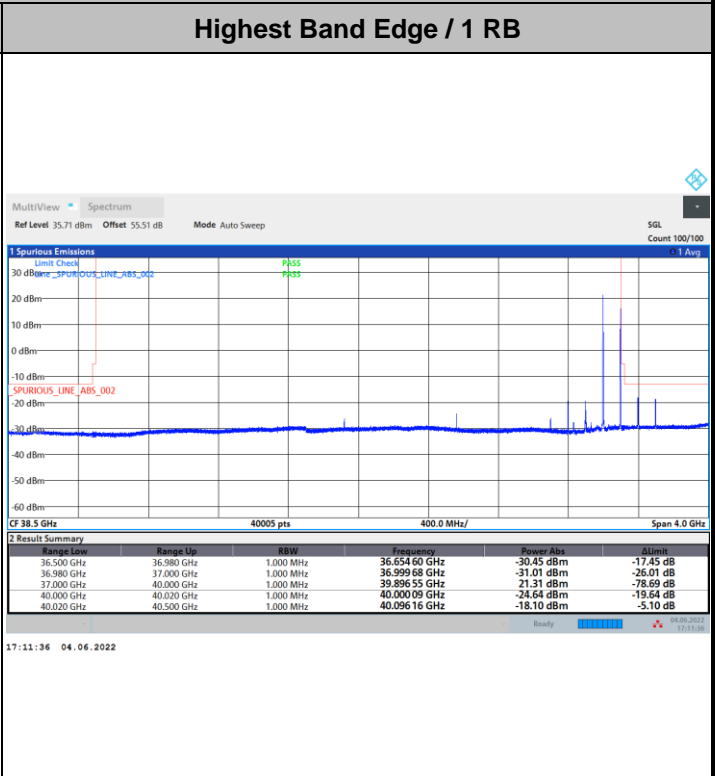 Highest Band Edge / 1 RB
MultiView Spectrum
Ref Level 35.71 dBm Offset 55.51 dB Mode Auto Sweep SGL
Count 100/100
1 Spurious Emissions 1 Avg
Limit Check PASS
30 dBm Line _SPURIOUS_LINE_ABS_002 PASS
20 dBm
10 dBm
0 dBm
-10 dBm
_SPURIOUS_LINE_ABS_002
-20 dBm
-30 dBm
-40 dBm
-50 dBm
-60 dBm
CF 38.5 GHz 40005 pts 400.0 MHz/ Span 4.0 GHz
2 Result Summary
Range Low Range Up RBW Frequency Power Abs ΔLimit
36.500 GHz 36.980 GHz 1.000 MHz 36.654 60 GHz -30.45 dBm -17.45 dB
36.980 GHz 37.000 GHz 1.000 MHz 36.999 68 GHz -31.01 dBm -26.01 dB
37.000 GHz 40.000 GHz 1.000 MHz 39.896 55 GHz 21.31 dBm -78.69 dB
40.000 GHz 40.020 GHz 1.000 MHz 40.000 09 GHz -24.64 dBm -19.64 dB
40.020 GHz 40.500 GHz 1.000 MHz 40.096 16 GHz -18.10 dBm -5.10 dB
Ready 04.06.2022
17:11:36
17:11:36 04.06.2022